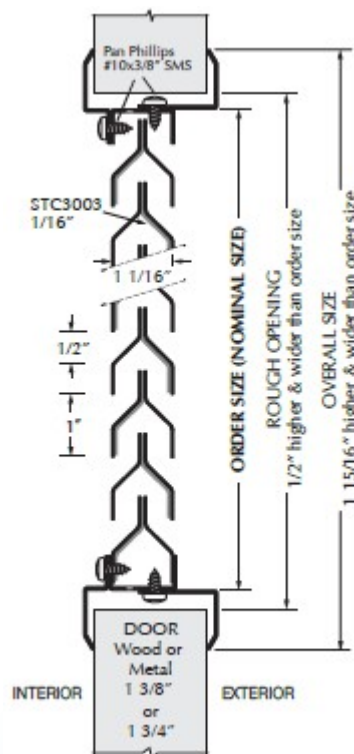 Pan Phillips
#10x3/8" SMS
STC3003
1/16"
1 1/16"
1/2"
1"
ORDER SIZE (NOMINAL SIZE)
ROUGH OPENING
1/2" higher & wider than order size
OVERALL SIZE
1 15/16" higher & wider than order size
DOOR
Wood or
Metal
1 3/8"
or
1 3/4"
INTERIOR
EXTERIOR